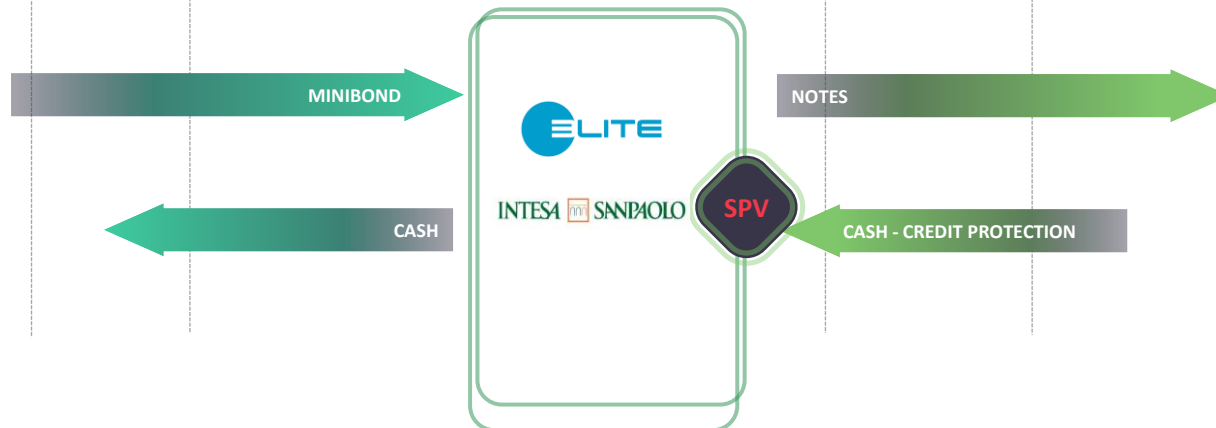 MINIBOND
NOTES
ELITE
INTESA SANPAOLO
SPV
CASH
CASH - CREDIT PROTECTION